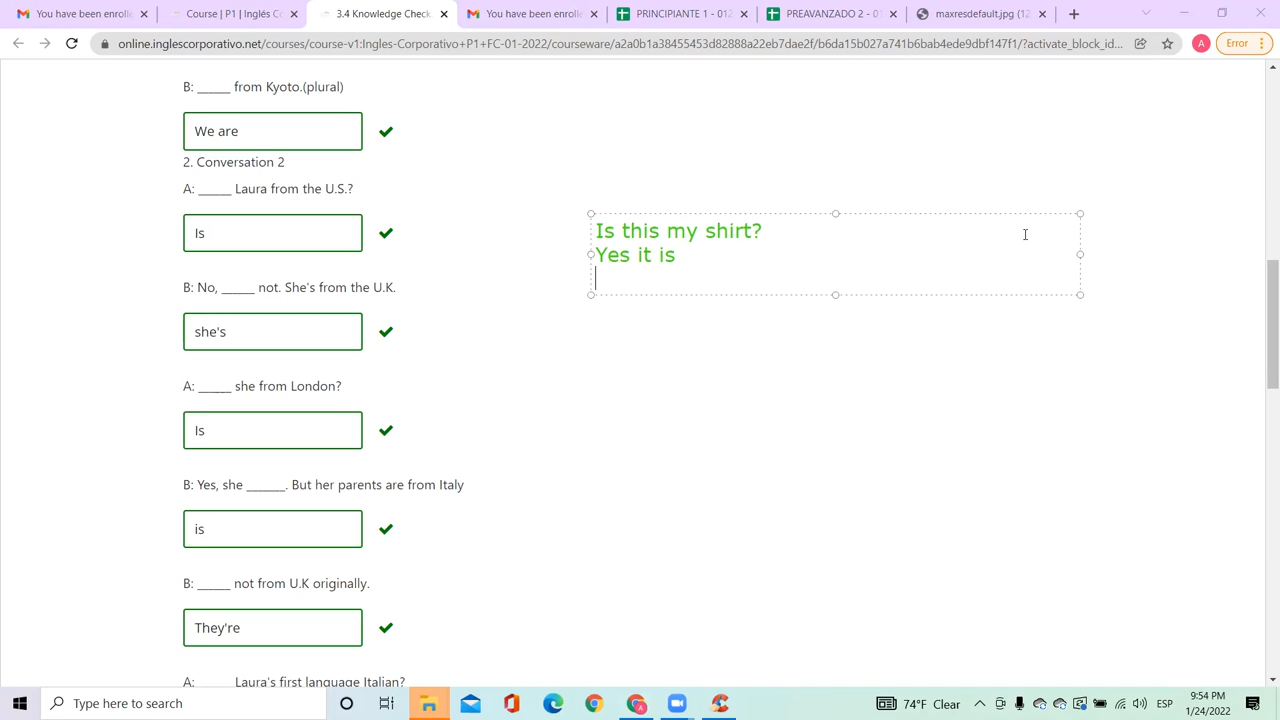 You have been enrolle
Course | P1 | Inglés C
3.4 Knowledge Check
You have been enrolle
PRINCIPIANTE 1 - 012
PREAVANZADO 2 - 01
maxresdefault.jpg (12
online.inglescorporativo.net/courses/course-v1:Ingles-Corporativo+P1+FC-01-2022/courseware/a2a0b1a38455453d82888a22eb7dae2f/b6da15b027a741b6bab4ede9dbf147f1/?activate_block_id...
A
Error
B: _____ from Kyoto.(plural)
We are
2. Conversation 2
A: _____ Laura from the U.S.?
Is
B: No, _____ not. She's from the U.K.
she's
A: _____ she from London?
Is
B: Yes, she ______. But her parents are from Italy
is
B: _____ not from U.K originally.
They're
A: _____ Laura's first language Italian?
Is this my shirt?
Yes it is
Type here to search
74°F Clear
ESP
9:54 PM
1/24/2022